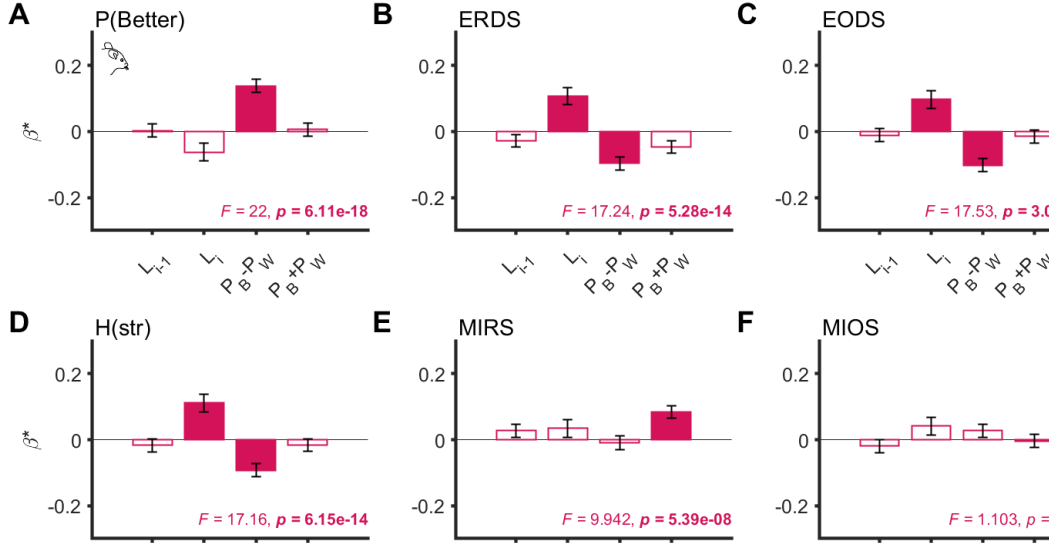 A P(Better)
B ERDS
C EODS
0.2
0
-0.2
β*
F = 22, p = 6.11e-18
L i-1
L i
P B -P W
P B +P W
0.2
0
-0.2
F = 17.24, p = 5.28e-14
L i-1
L i
P B -P W
P B +P W
0.2
0
-0.2
F = 17.53, p = 3.0
L i-1
L i
P B -P W
P B +P W
D H(str)
E MIRS
F MIOS
0.2
0
-0.2
β*
F = 17.16, p = 6.15e-14
0.2
0
-0.2
F = 9.942, p = 5.39e-08
0.2
0
-0.2
F = 1.103, p =